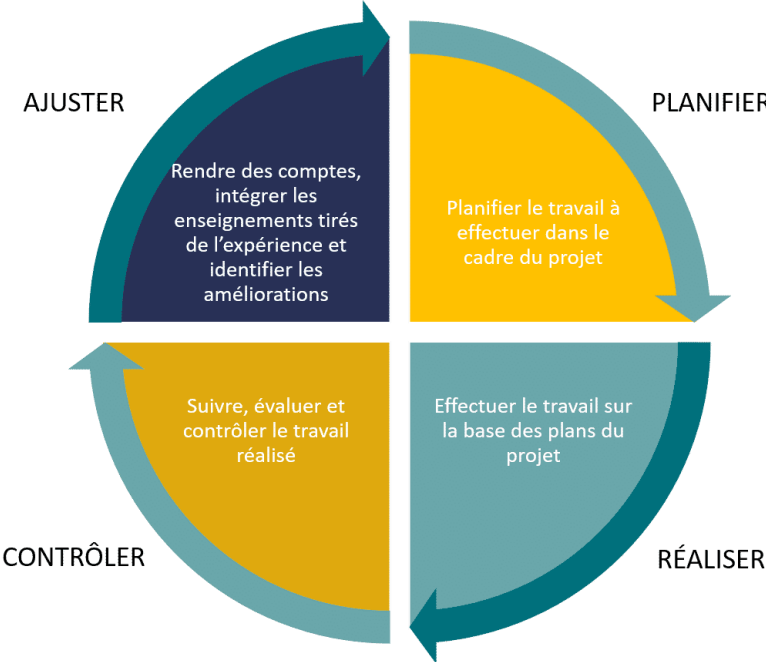 AJUSTER
PLANIFIER
Rendre des comptes,
intégrer les
enseignements tirés
de l’expérience et
identifier les
améliorations
Planifier le travail à
effectuer dans le
cadre du projet
Suivre, évaluer et
contrôler le travail
réalisé
Effectuer le travail sur
la base des plans du
projet
CONTRÔLER
RÉALISER